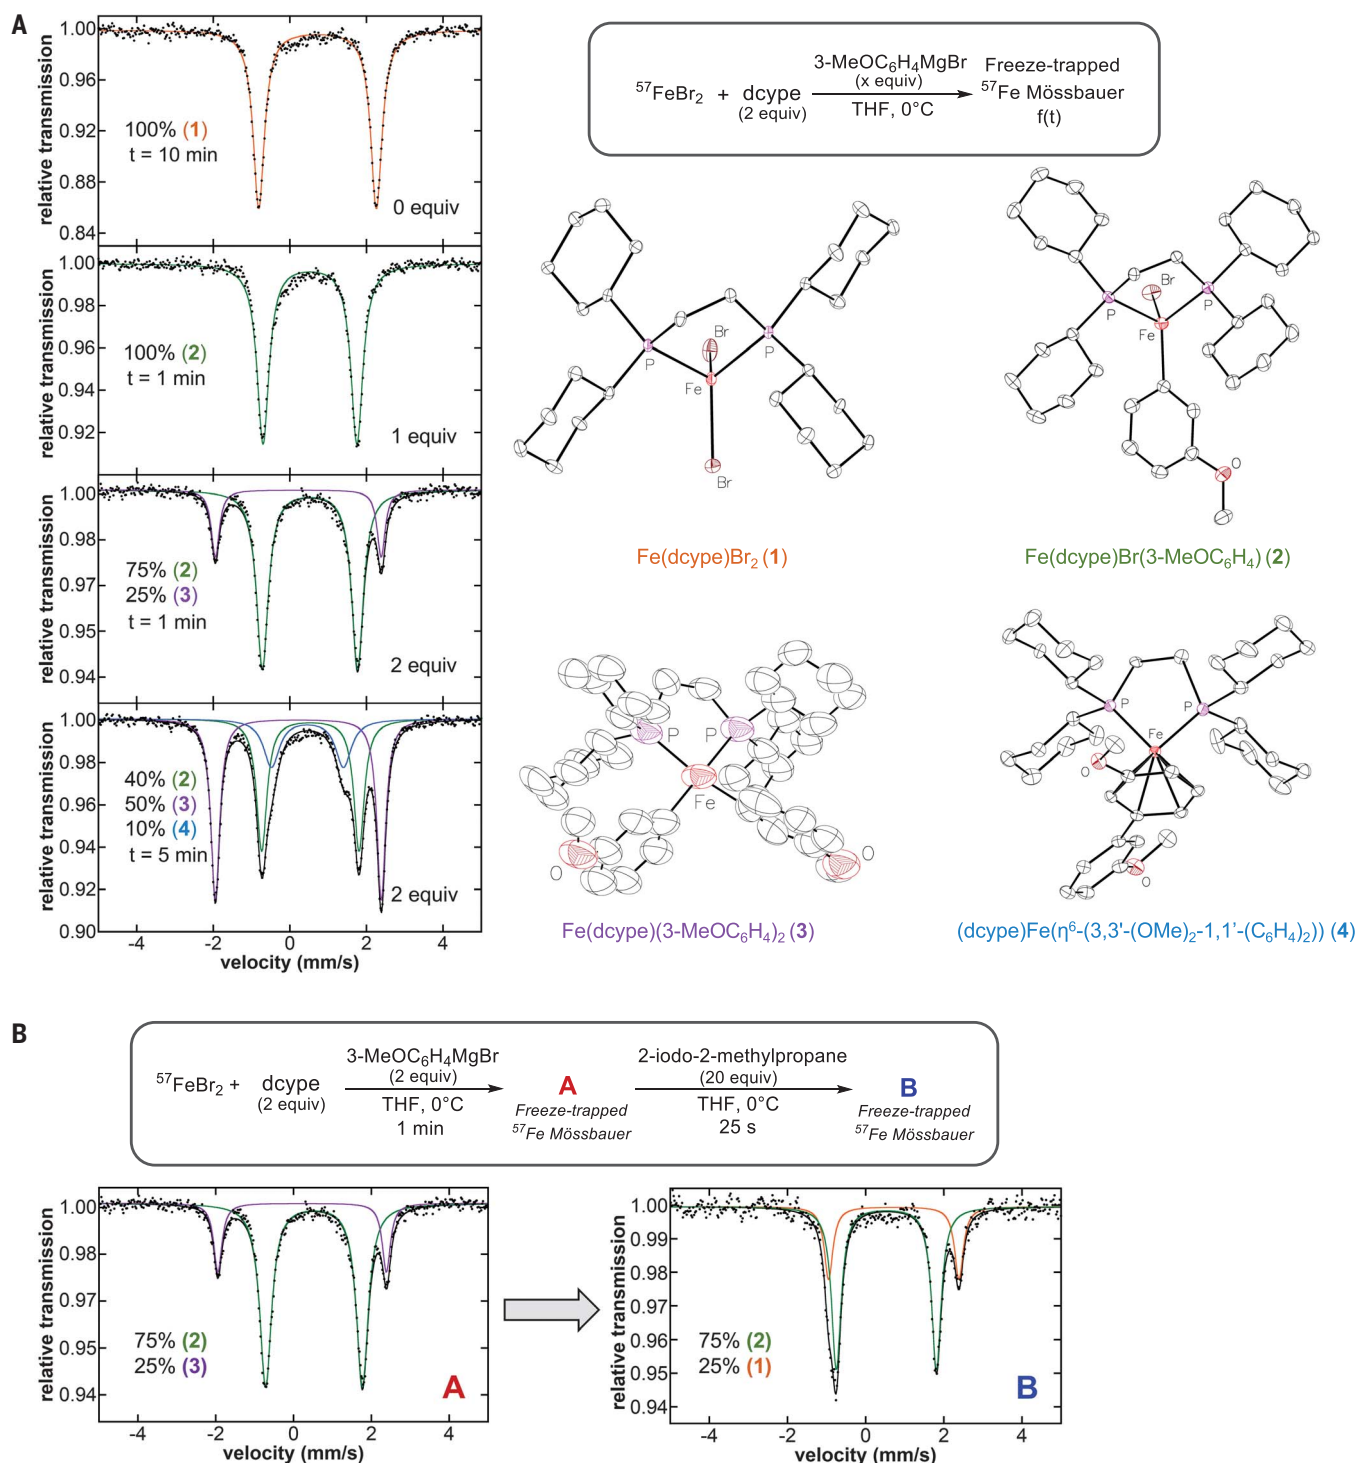 A
relative transmission
1.00
0.96
0.92
0.88
0.84
100% (1)
t = 10 min
0 equiv
relative transmission
1.00
0.98
0.96
0.94
0.92
100% (2)
t = 1 min
1 equiv
relative transmission
1.00
0.98
0.97
0.95
0.94
75% (2)
25% (3)
t = 1 min
2 equiv
relative transmission
1.00
0.98
0.96
0.94
0.92
0.90
40% (2)
50% (3)
10% (4)
t = 5 min
2 equiv
-4 -2 0 2 4
velocity (mm/s)
⁵⁷FeBr₂ + dcype
(2 equiv)
3-MeOC₆H₄MgBr
(x equiv)
THF, 0°C
Freeze-trapped
⁵⁷Fe Mössbauer
f(t)
Br
P P
Fe
Br
Fe(dcype)Br₂ (1)
Br
P P
Fe
O
Fe(dcype)Br(3-MeOC₆H₄) (2)
P P
Fe
O O
Fe(dcype)(3-MeOC₆H₄)₂ (3)
P P
Fe
O
O
(dcype)Fe(η⁶-(3,3'-(OMe)₂-1,1’-(C₆H₄)₂)) (4)
B
⁵⁷FeBr₂ + dcype
(2 equiv)
3-MeOC₆H₄MgBr
(2 equiv)
THF, 0°C
1 min
A
Freeze-trapped
⁵⁷Fe Mössbauer
2-iodo-2-methylpropane
(20 equiv)
THF, 0°C
25 s
B
Freeze-trapped
⁵⁷Fe Mössbauer
relative transmission
1.00
0.98
0.97
0.95
0.94
75% (2)
25% (3)
A
-4 -2 0 2 4
velocity (mm/s)
relative transmission
1.00
0.99
0.98
0.97
0.96
0.95
0.94
75% (2)
25% (1)
B
-4 -2 0 2 4
velocity (mm/s)